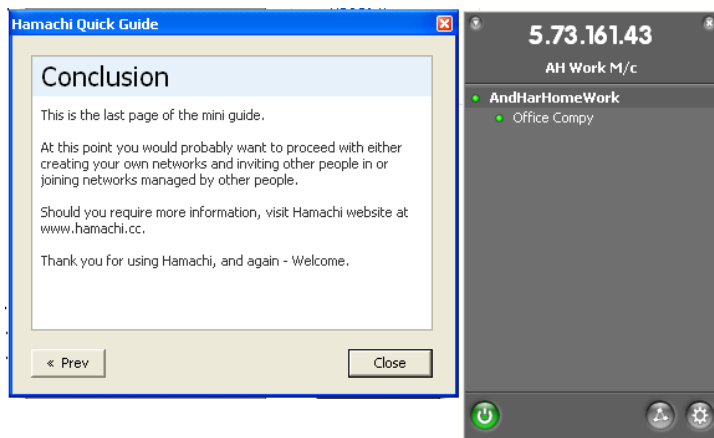 Hamachi Quick Guide
Conclusion
This is the last page of the mini guide.
At this point you would probably want to proceed with either
creating your own networks and inviting other people in or
joining networks managed by other people.
Should you require more information, visit Hamachi website at
www.hamachi.cc.
Thank you for using Hamachi, and again - Welcome.
« Prev
Close
5.73.161.43
AH Work M/c
AndHarHomeWork
Office Compy